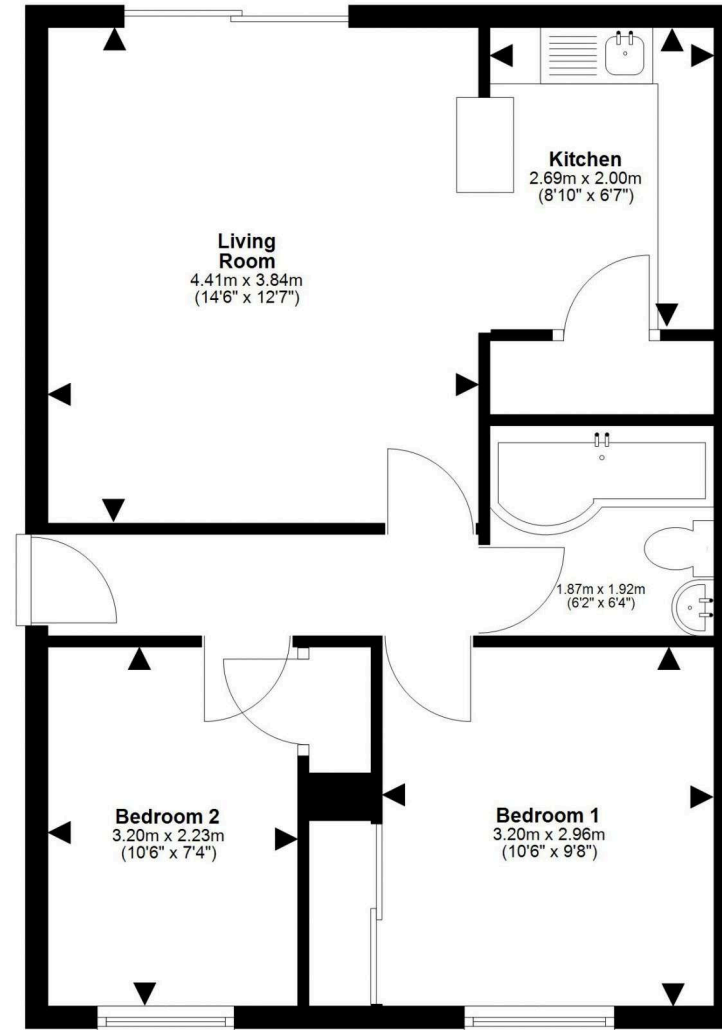 Kitchen
2.69m x 2.00m
(8'10" x 6'7")
Living
Room
4.41m x 3.84m
(14'6" x 12'7")
1.87m x 1.92m
(6'2" x 6'4")
Bedroom 2
3.20m x 2.23m
(10'6" x 7'4")
Bedroom 1
3.20m x 2.96m
(10'6" x 9'8")